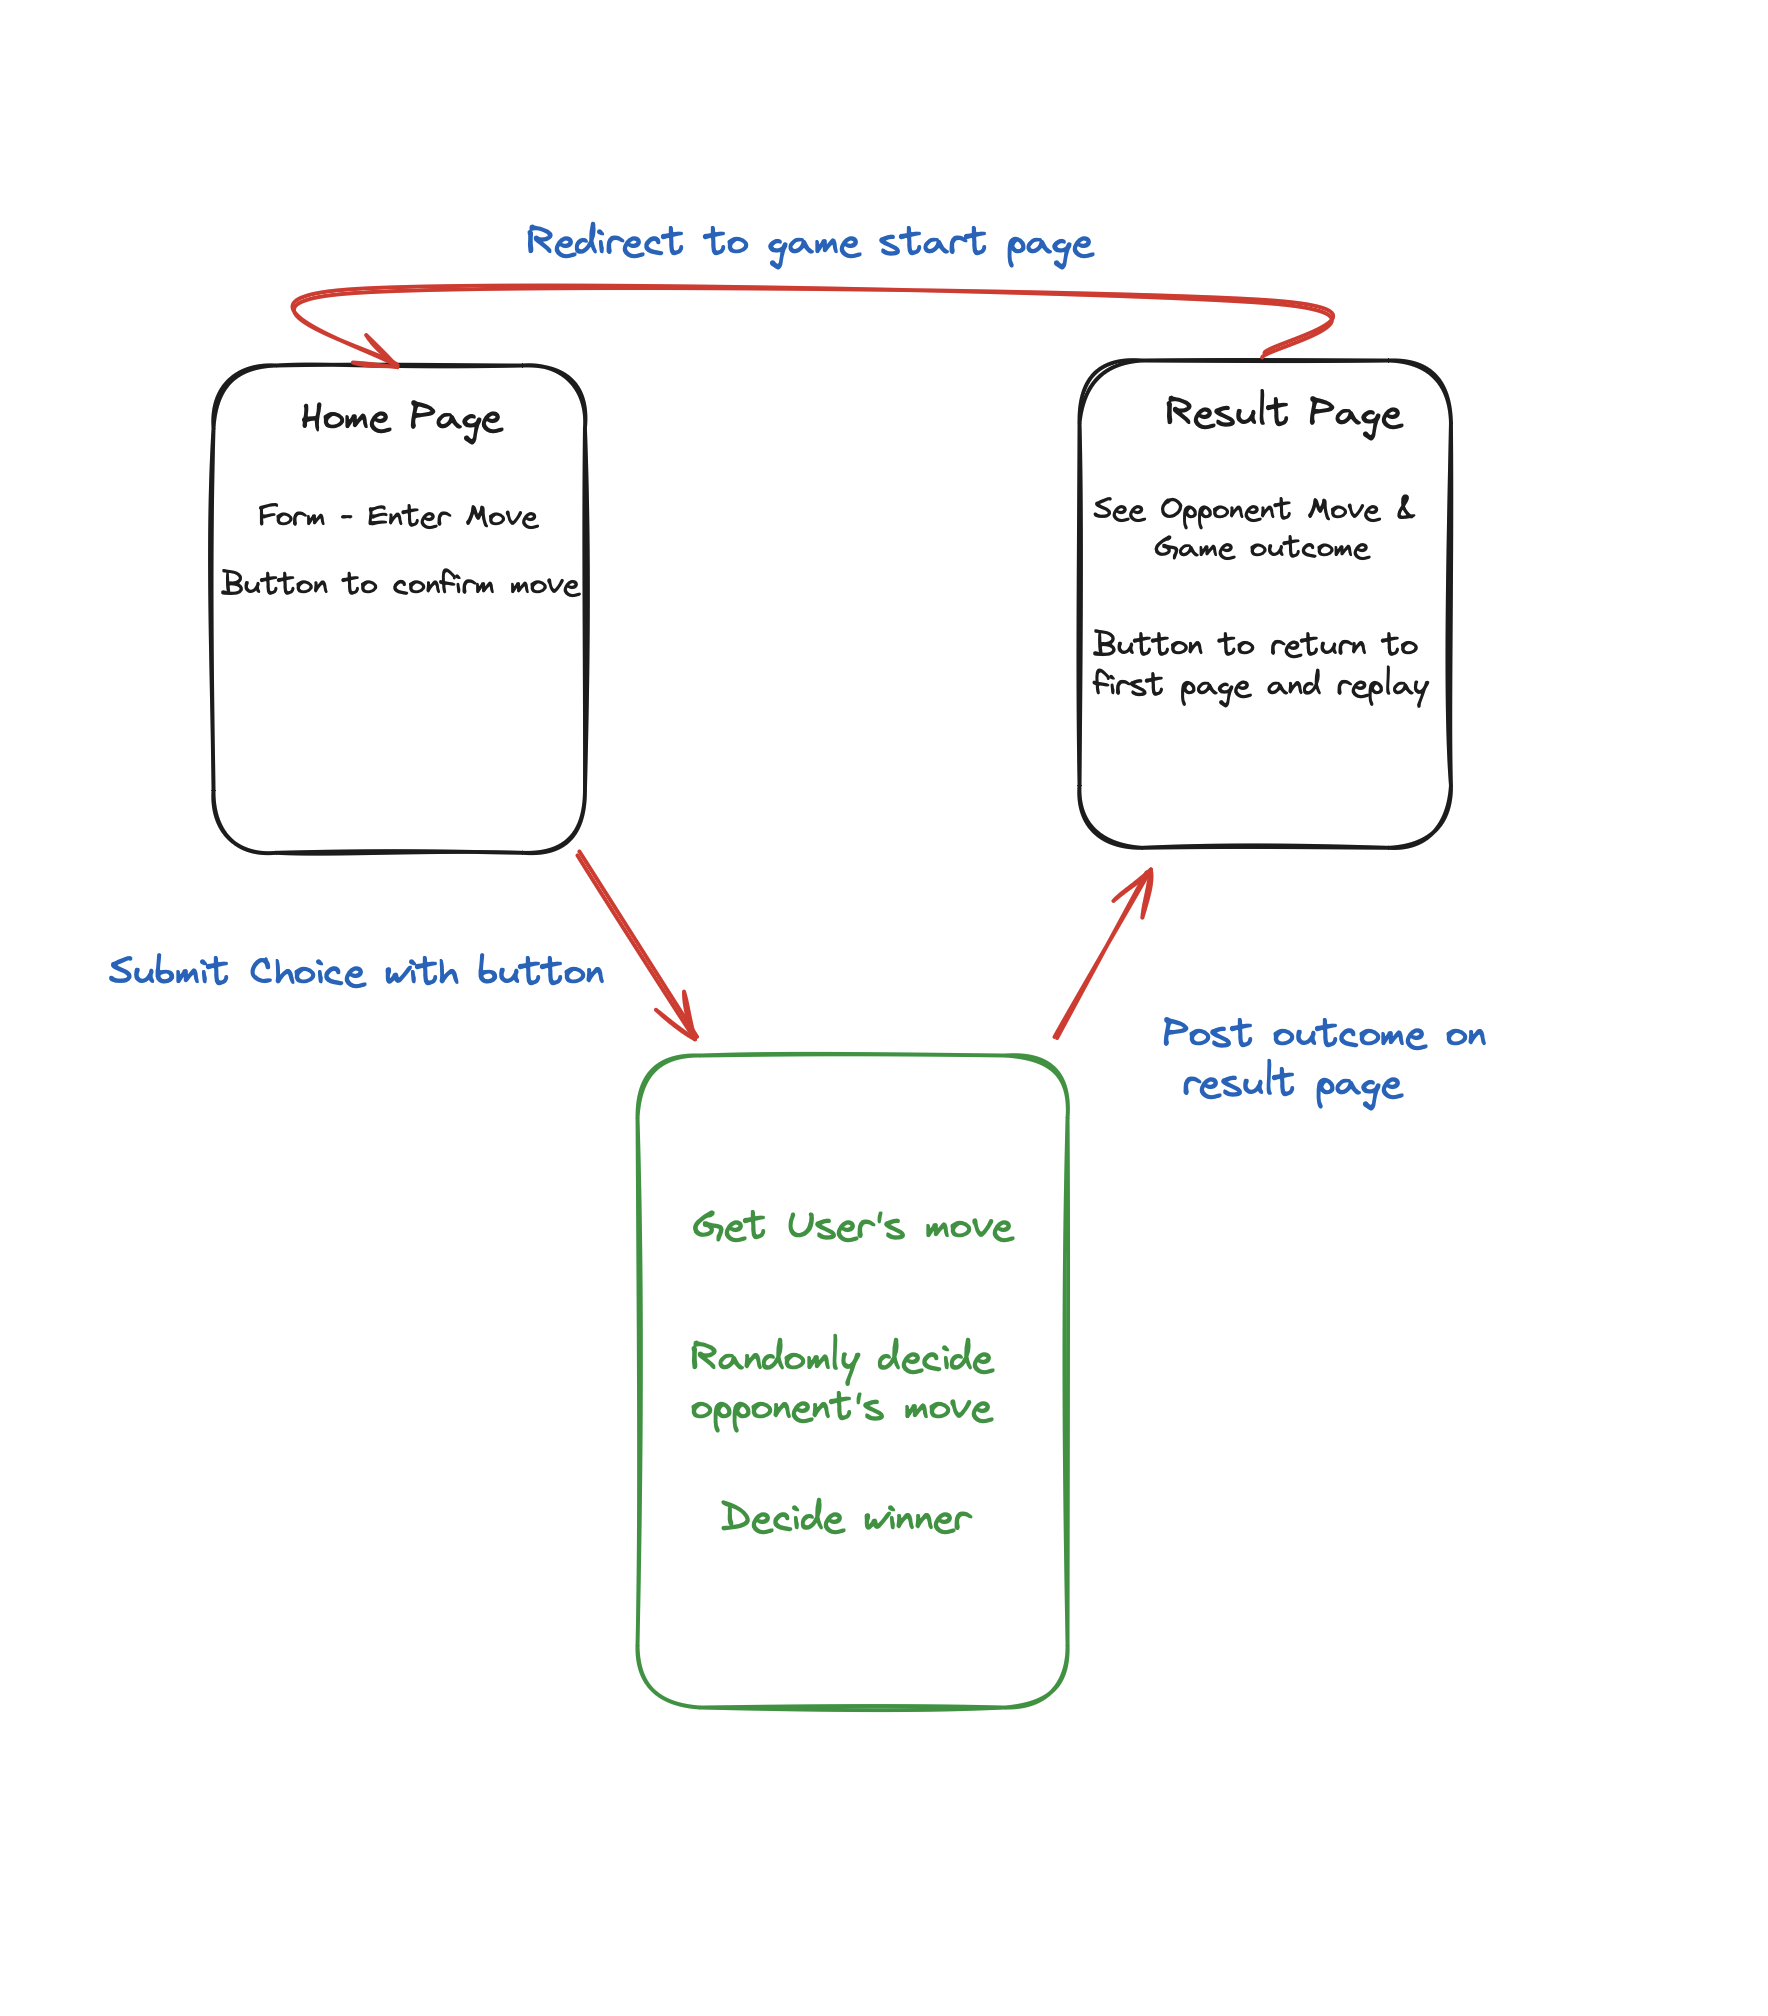 Redirect to game start page
Home Page
Form - Enter Move
Button to confirm move
Result Page
See Opponent Move &
Game outcome
Button to return to
first page and replay
Submit Choice with button
Post outcome on
result page
Get User's move
Randomly decide
opponent's move
Decide winner